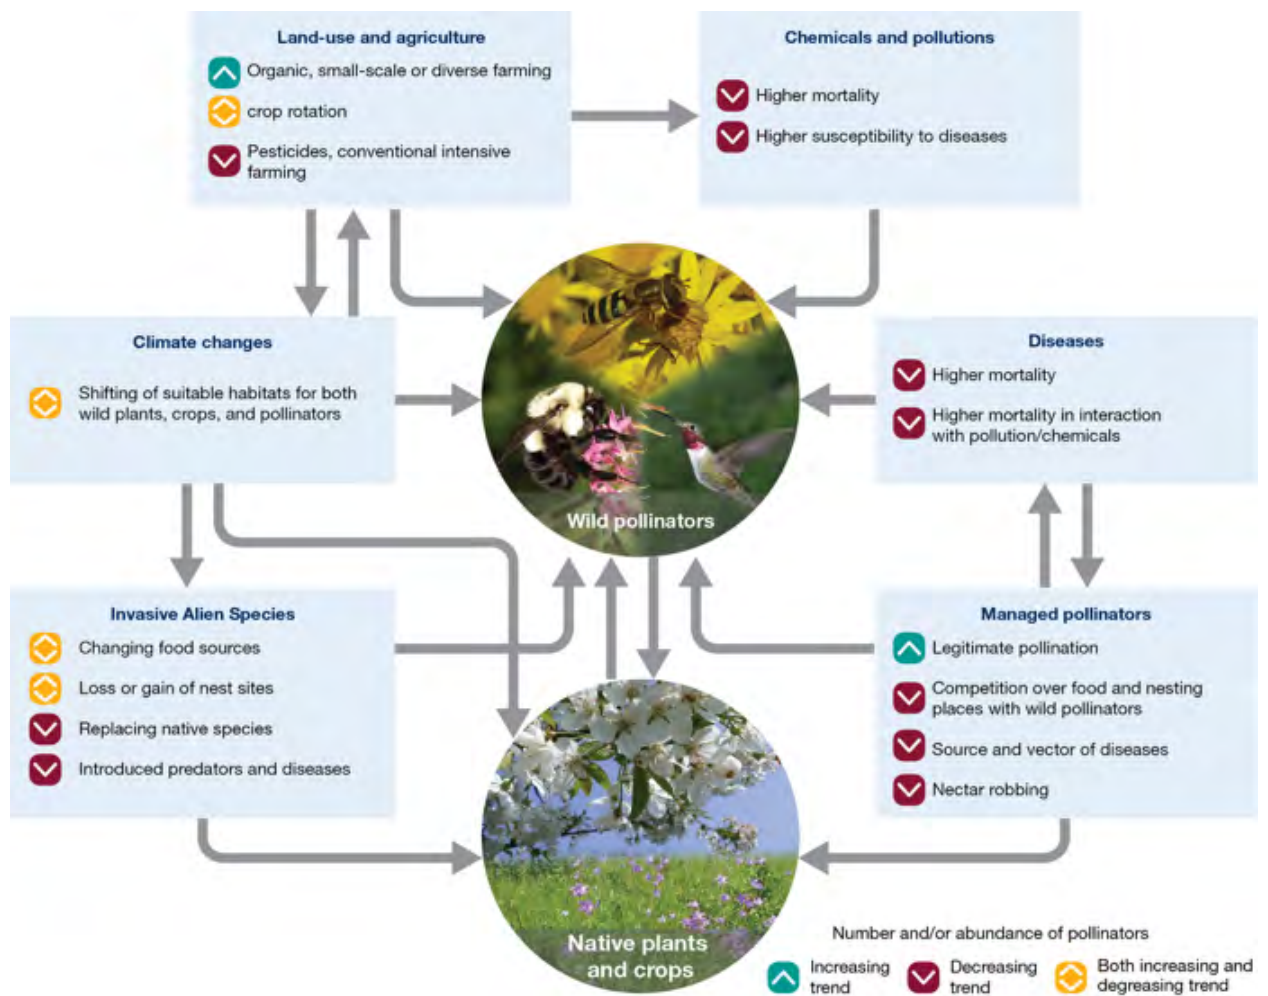 Land-use and agriculture
Organic, small-scale or diverse farming
crop rotation
Pesticides, conventional intensive
farming
Chemicals and pollutions
Higher mortality
Higher susceptibility to diseases
Climate changes
Shifting of suitable habitats for both
wild plants, crops, and pollinators
Wild pollinators
Diseases
Higher mortality
Higher mortality in interaction
with pollution/chemicals
Invasive Alien Species
Changing food sources
Loss or gain of nest sites
Replacing native species
Introduced predators and diseases
Managed pollinators
Legitimate pollination
Competition over food and nesting
places with wild pollinators
Source and vector of diseases
Nectar robbing
Native plants
and crops
Number and/or abundance of pollinators
Increasing
trend
Decreasing
trend
Both increasing and
degreasing trend